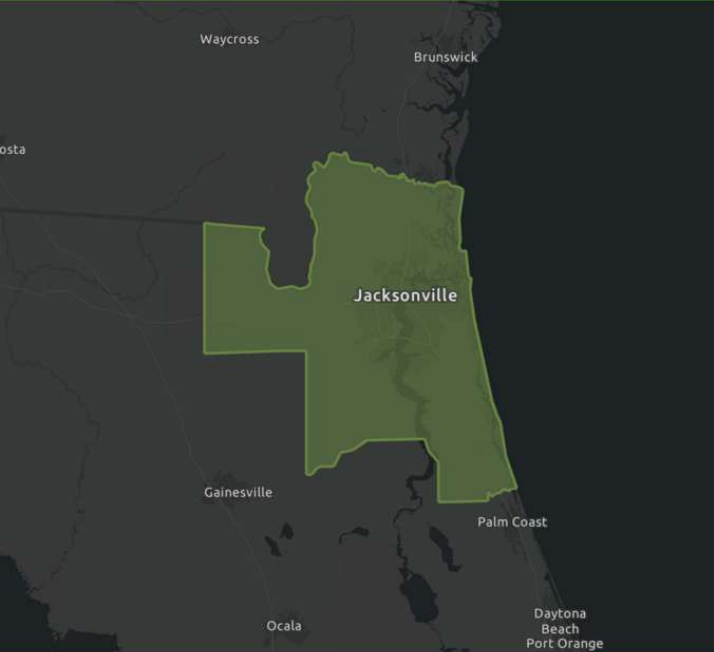 Waycross
Brunswick
osta
Jacksonville
Gainesville
Palm Coast
Ocala
Daytona
Beach
Port Orange